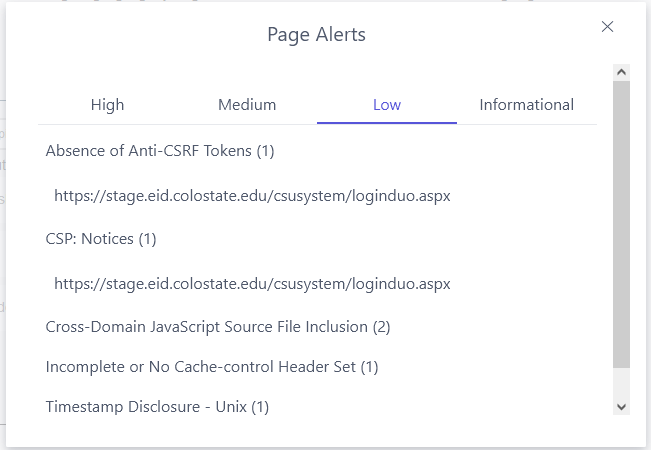 Page Alerts
High
Medium
Low
Informational
Absence of Anti-CSRF Tokens (1)
https://stage.eid.colostate.edu/csusystem/loginduo.aspx
CSP: Notices (1)
https://stage.eid.colostate.edu/csusystem/loginduo.aspx
Cross-Domain JavaScript Source File Inclusion (2)
Incomplete or No Cache-control Header Set (1)
Timestamp Disclosure - Unix (1)